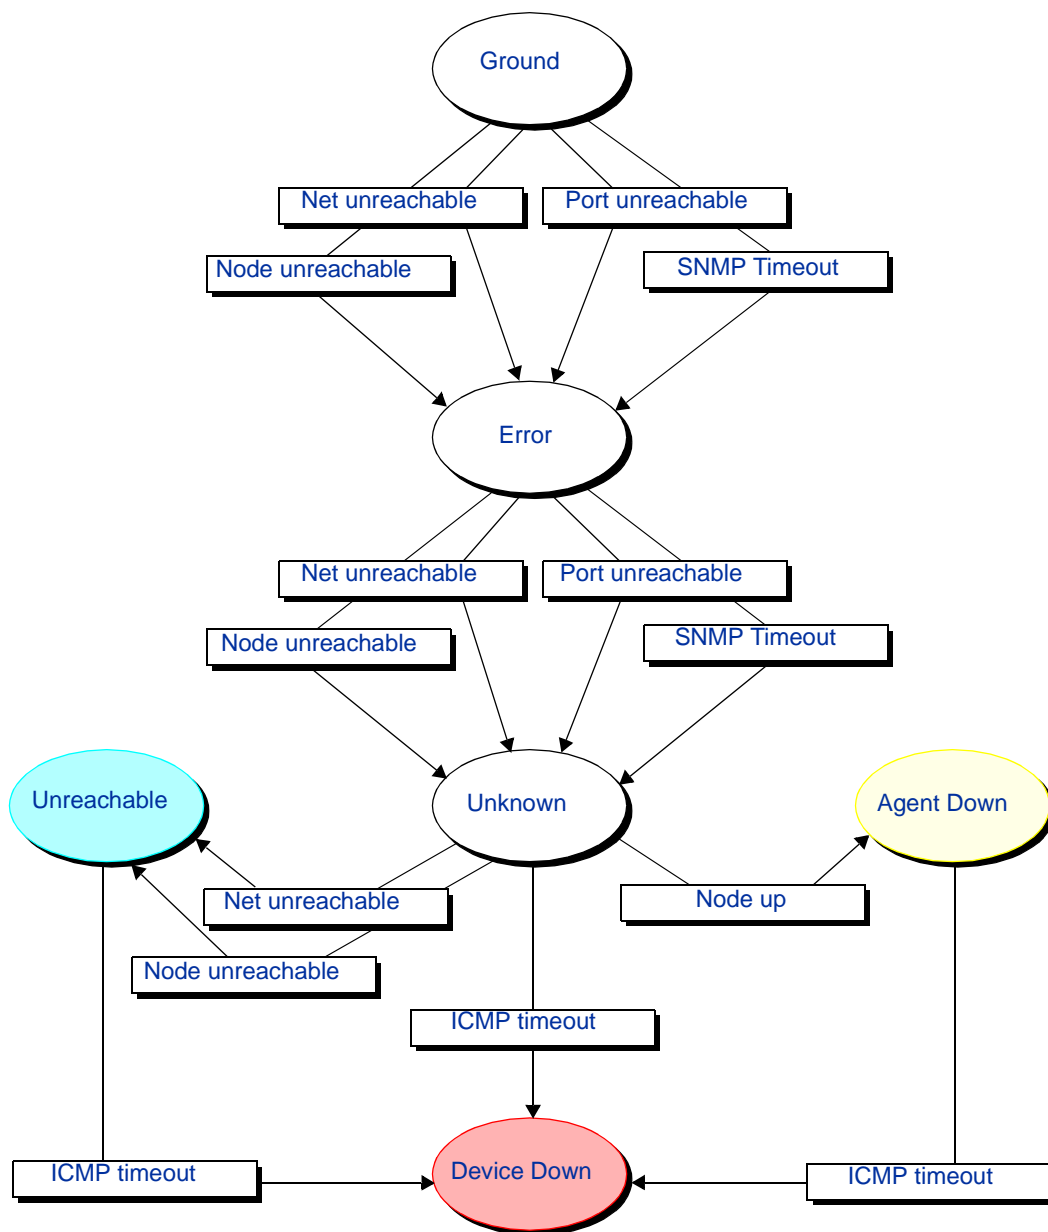 Ground
Net unreachable
Port unreachable
Node unreachable
SNMP Timeout
Error
Net unreachable
Port unreachable
Node unreachable
SNMP Timeout
Unreachable
Unknown
Agent Down
Net unreachable
Node up
Node unreachable
ICMP timeout
ICMP timeout
Device Down
ICMP timeout